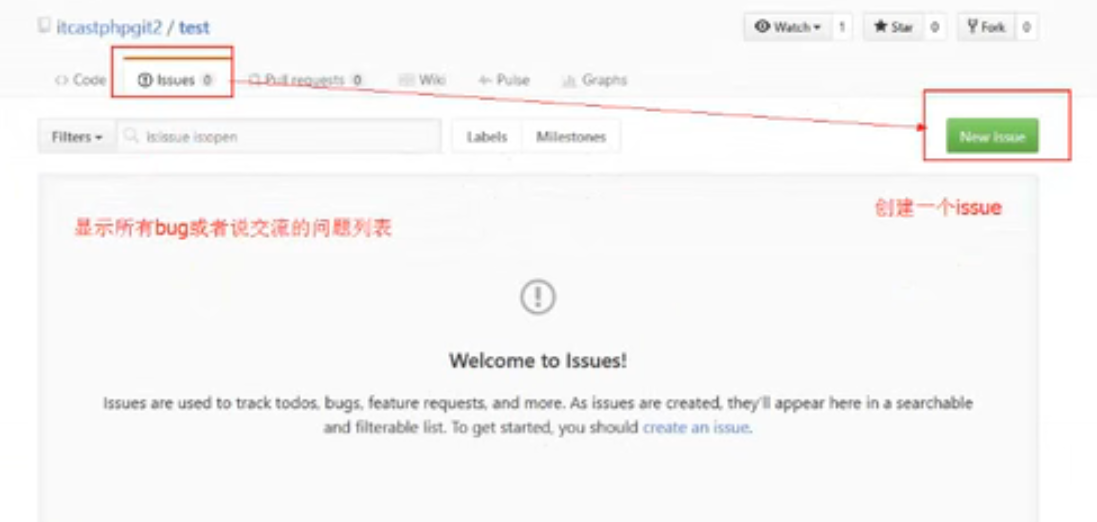 itcastphpgit2 / test
Watch 1 Star 0 Fork 0
Code Issues 0 Pull requests 0 Wiki Pulse Graphs
Filters is:issue is:open Labels Milestones New Issue
显示所有bug或者说交流的问题列表
创建一个issue
Welcome to Issues!
Issues are used to track todos, bugs, feature requests, and more. As issues are created, they'll appear here in a searchable
and filterable list. To get started, you should create an issue.